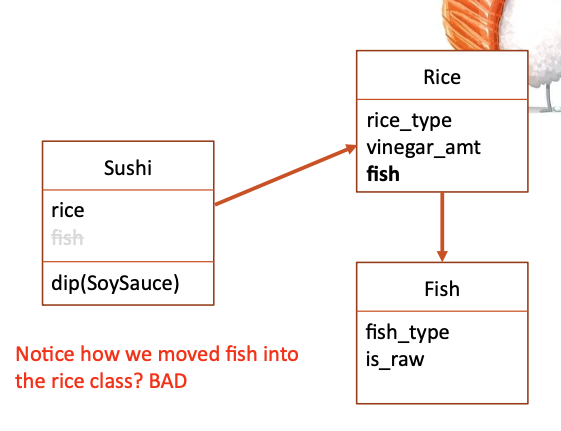 Rice
rice_type
vinegar_amt
fish
Sushi
rice
fish
dip(SoySauce)
Fish
fish_type
is_raw
Notice how we moved fish into
the rice class? BAD